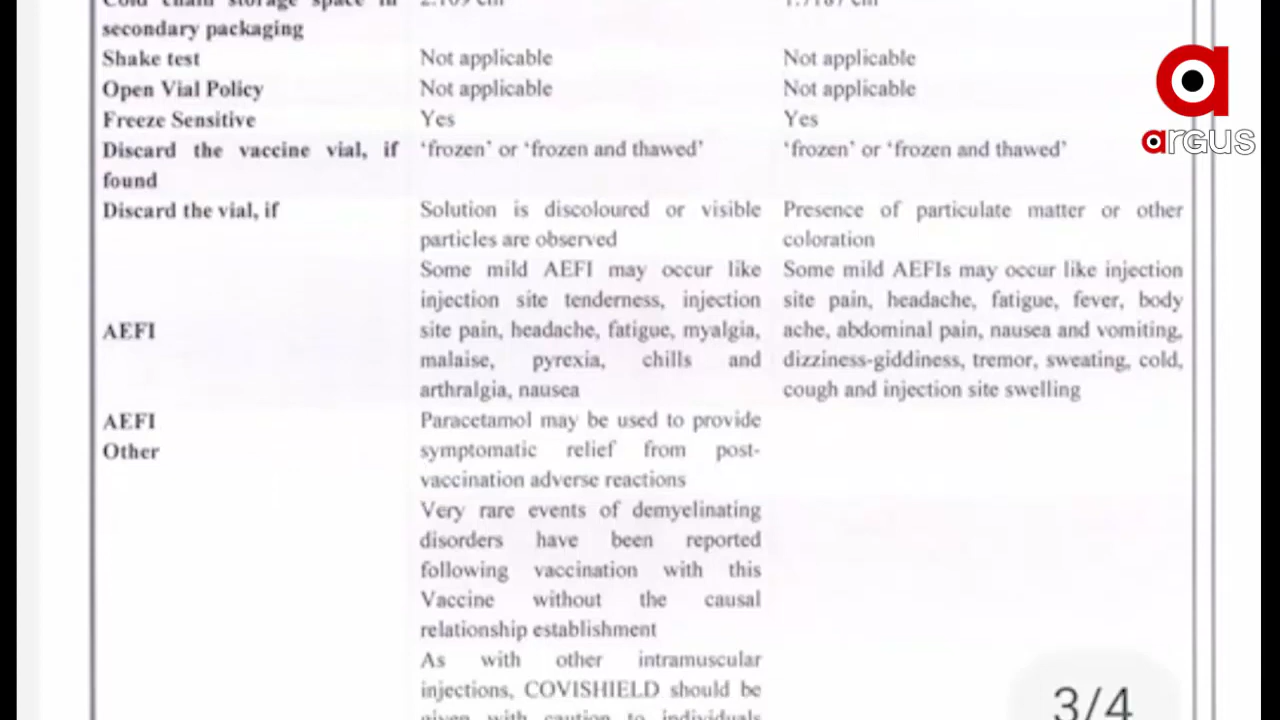 secondary packaging
Shake test Not applicable Not applicable
Open Vial Policy Not applicable Not applicable
Freeze Sensitive Yes Yes
Discard the vaccine vial, if found 'frozen' or 'frozen and thawed' 'frozen' or 'frozen and thawed'
Discard the vial, if
Solution is discoloured or visible
particles are observed
Presence of particulate matter or other
coloration
AEFI
Some mild AEFI may occur like
injection site tenderness, injection
site pain, headache, fatigue, myalgia,
malaise, pyrexia, chills and
arthralgia, nausea
Some mild AEFIs may occur like injection
site pain, headache, fatigue, fever, body
ache, abdominal pain, nausea and vomiting,
dizziness-giddiness, tremor, sweating, cold,
cough and injection site swelling
AEFI
Other
Paracetamol may be used to provide
symptomatic relief from post-
vaccination adverse reactions
Very rare events of demyelinating
disorders have been reported
following vaccination with this
Vaccine without the causal
relationship establishment
As with other intramuscular
injections, COVISHIELD should be
given with caution to individuals
3/4
a
argus